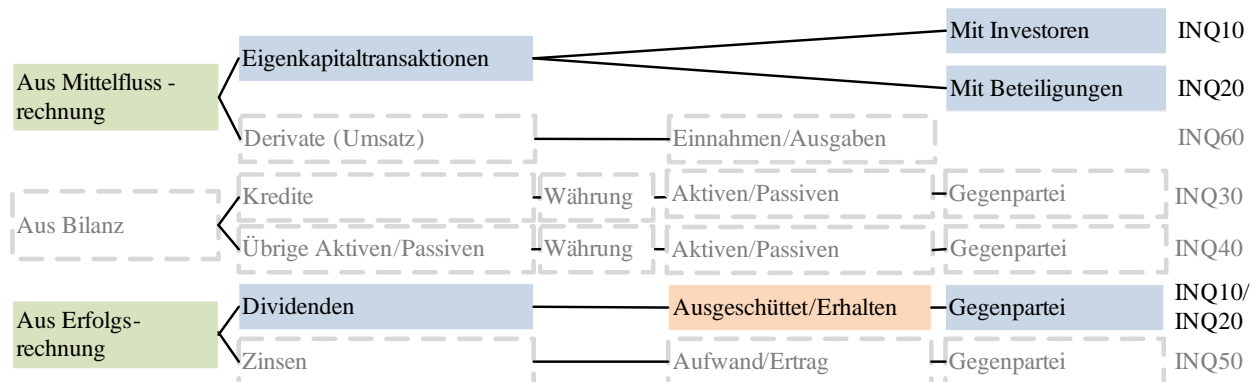 Mit Investoren INQ10
Eigenkapitaltransaktionen
Aus Mittelfluss -
rechnung
Mit Beteiligungen INQ20
Derivate (Umsatz) Einnahmen/Ausgaben INQ60
Kredite Währung Aktiven/Passiven Gegenpartei INQ30
Aus Bilanz
Übrige Aktiven/Passiven Währung Aktiven/Passiven Gegenpartei INQ40
Dividenden Ausgeschüttet/Erhalten Gegenpartei INQ10/
INQ20
Aus Erfolgs-
rechnung
Zinsen Aufwand/Ertrag Gegenpartei INQ50